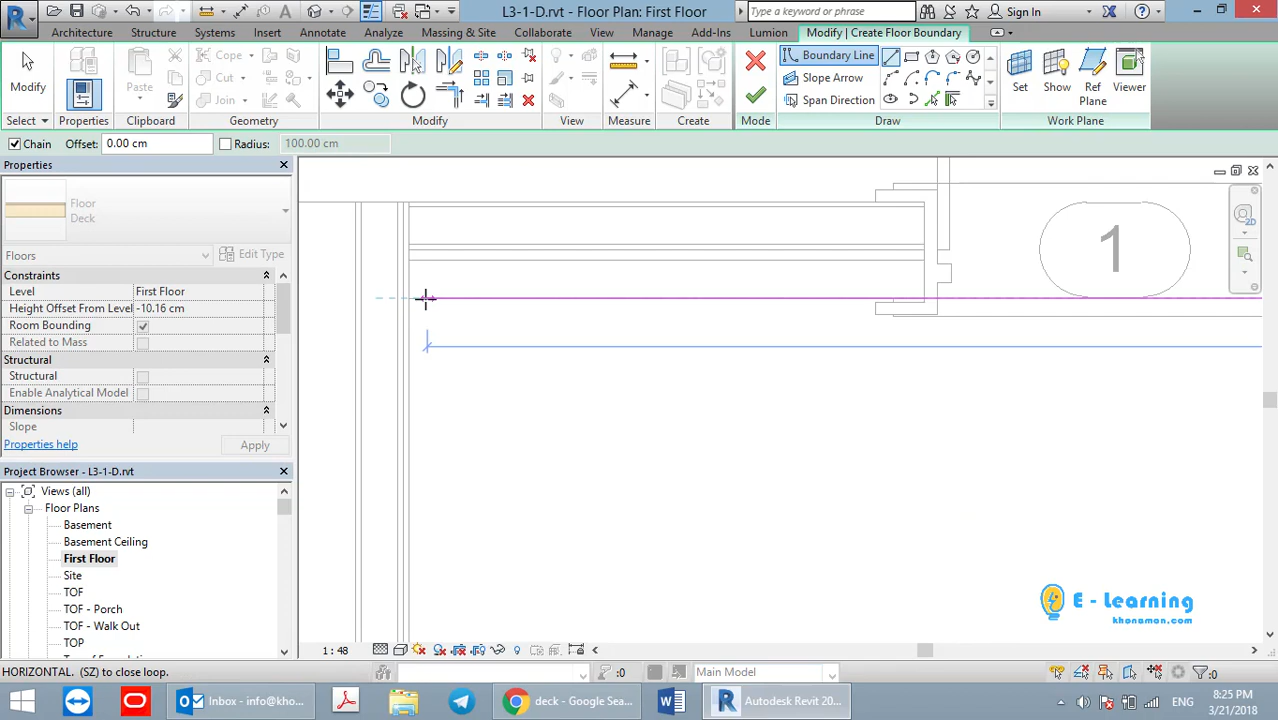 L3-1-D.rvt - Floor Plan: First Floor
Type a keyword or phrase
Sign In
Architecture Structure Systems Insert Annotate Analyze Massing & Site Collaborate View Manage Add-Ins Lumion Modify | Create Floor Boundary
Modify
Select
Properties
Paste
Clipboard
Cope
Cut
Join
Geometry
Modify
View
Measure
Create
Mode
Boundary Line
Slope Arrow
Span Direction
Draw
Set
Show
Ref
Plane
Viewer
Work Plane
Chain Offset: 0.00 cm Radius: 100.00 cm
Properties
Floor
Deck
Floors
Edit Type
Constraints
Level First Floor
Height Offset From Level -10.16 cm
Room Bounding
Related to Mass
Structural
Structural
Enable Analytical Model
Dimensions
Slope
Properties help
Apply
Project Browser - L3-1-D.rvt
Views (all)
Floor Plans
Basement
Basement Ceiling
First Floor
Site
TOF
TOF - Porch
TOF - Walk Out
TOP
1
2D
E - Learning
khonamon.com
1 : 48
HORIZONTAL. (SZ) to close loop.
:0
Main Model
:0
Inbox - info@kho...
deck - Google Sea...
Autodesk Revit 20...
ENG
8:25 PM
3/21/2018